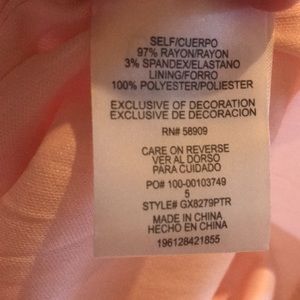 SELF/CUERPO
97% RAYON/RAYON
3% SPANDEX/ELASTANO
LINING/FORRO
100% POLYESTER/POLIESTER
EXCLUSIVE OF DECORATION
EXCLUSIVE DE DECORACION
RN# 58909
CARE ON REVERSE
VER AL DORSO
PARA CUIDADO
PO# 100-00103749
5
STYLE# GX8279PTR
MADE IN CHINA
HECHO EN CHINA
196128421855